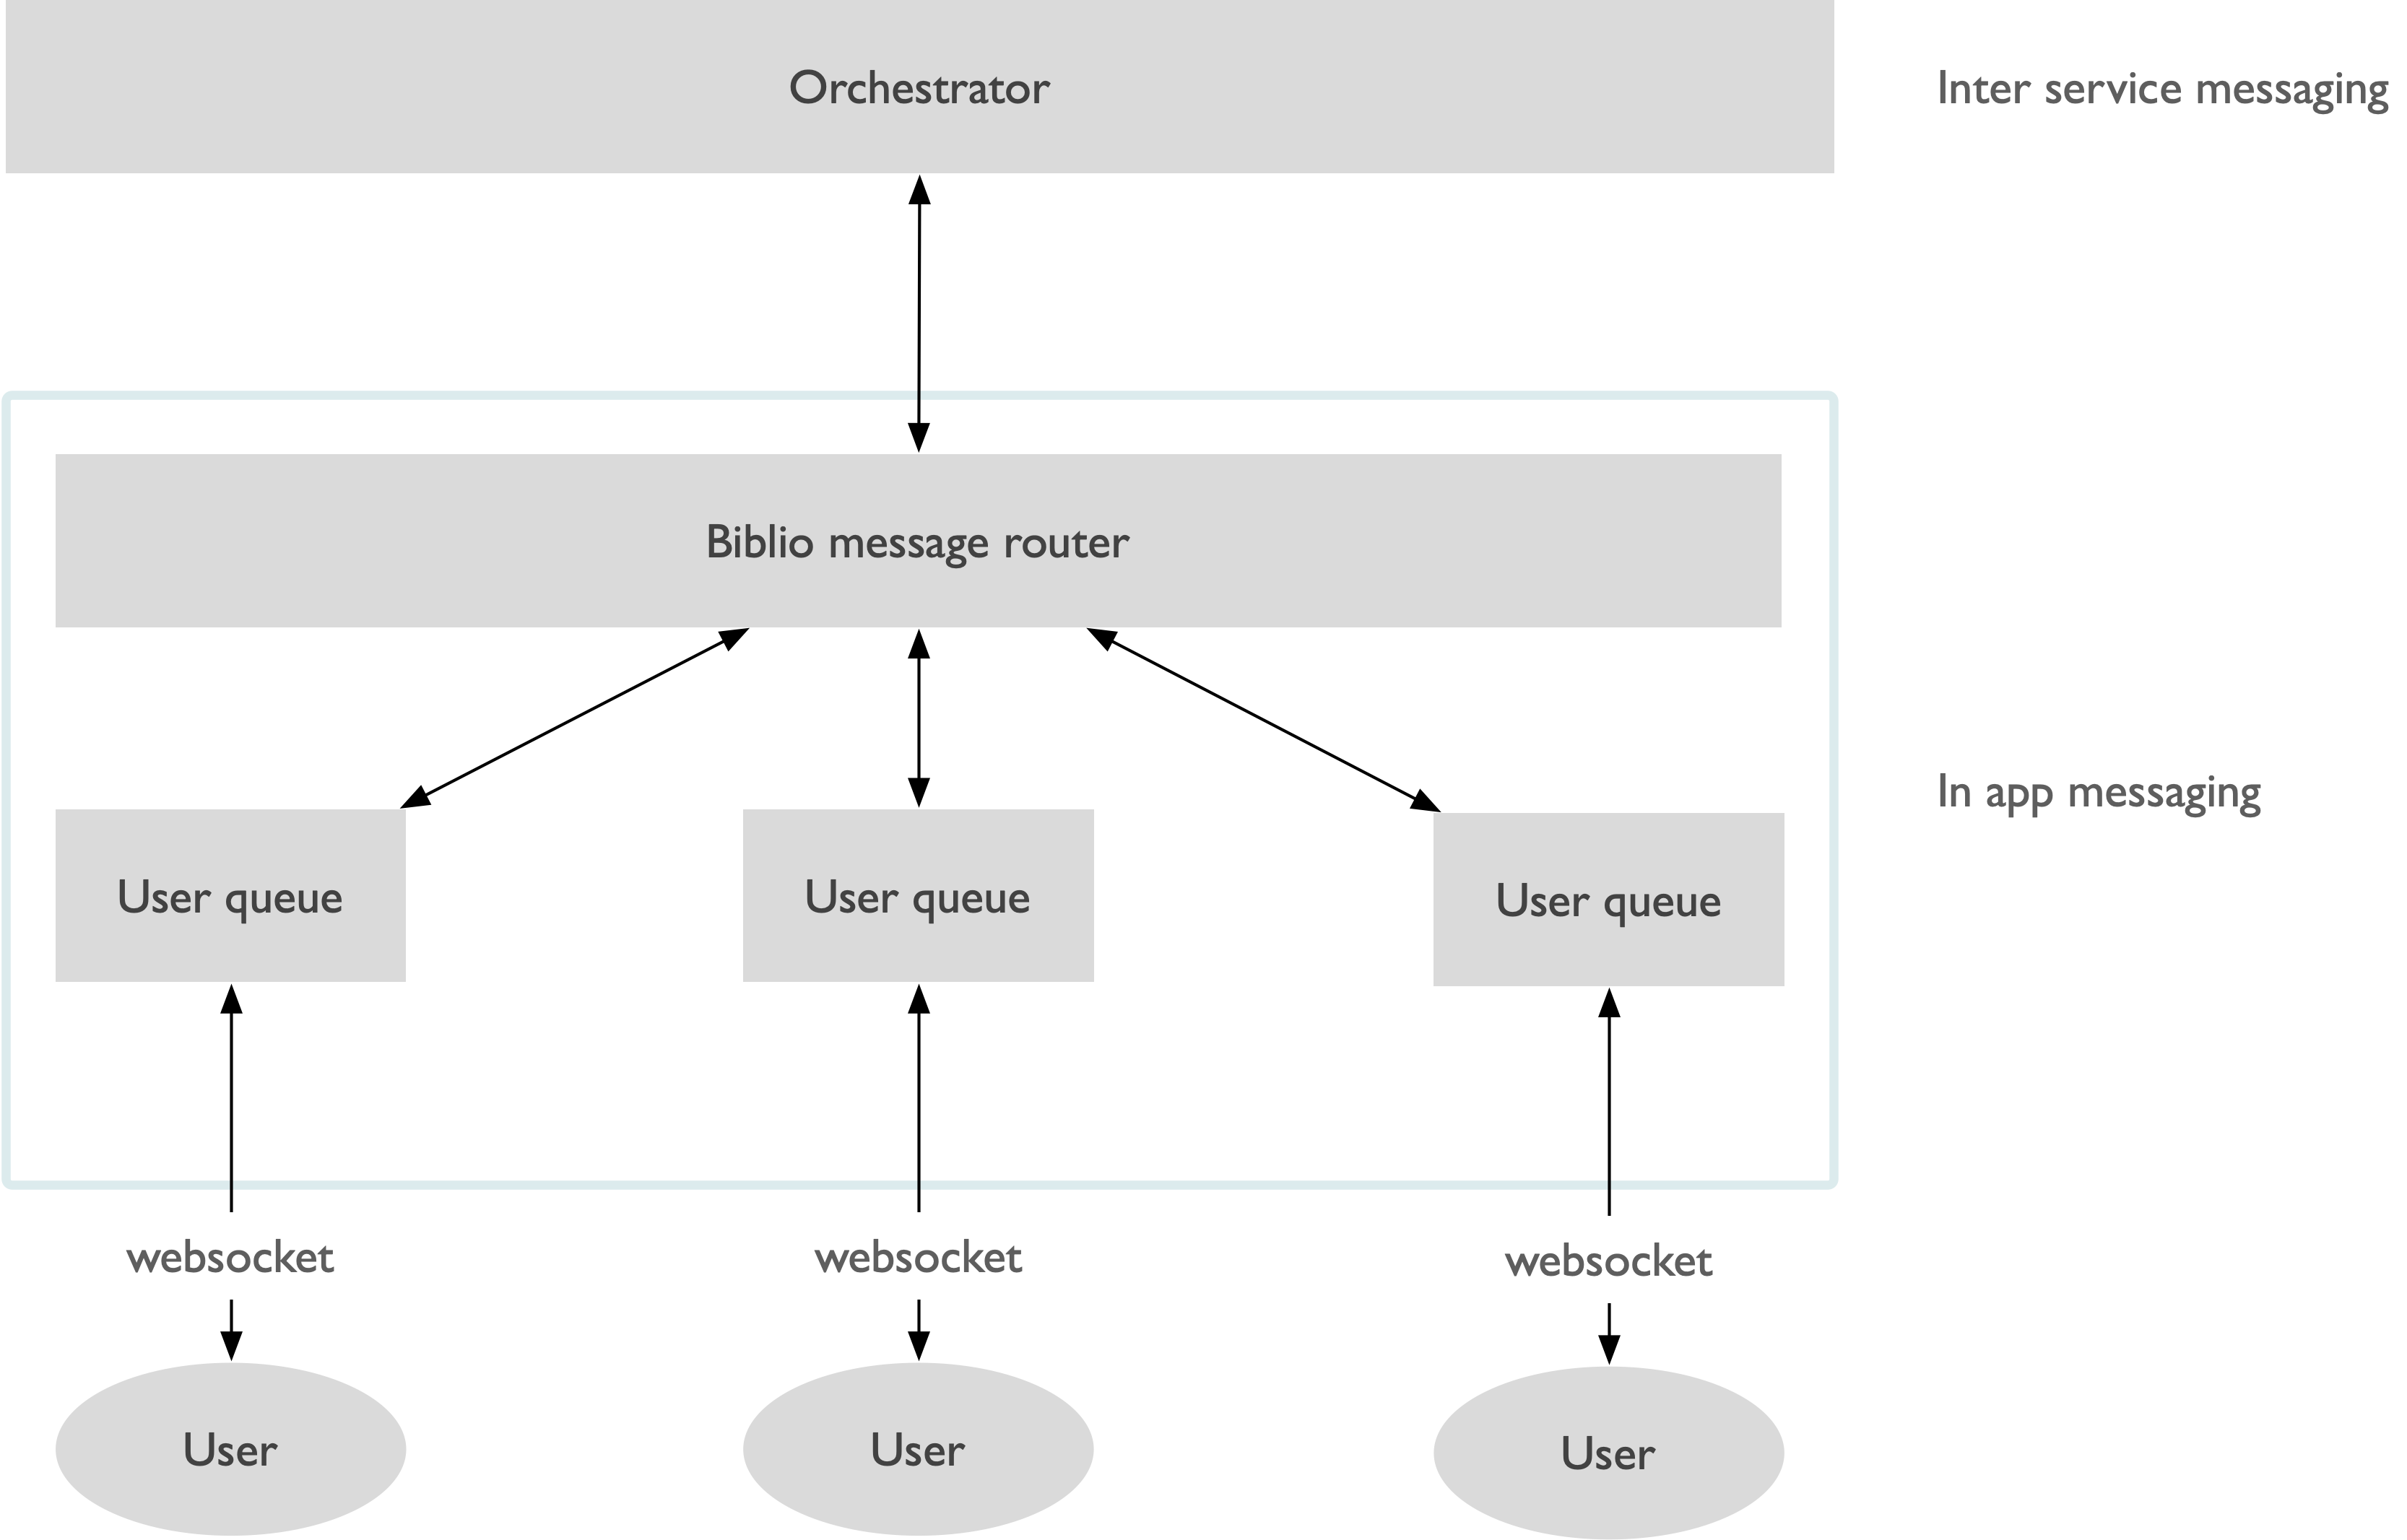 Orchestrator
Inter service messaging
Biblio message router
In app messaging
User queue
User queue
User queue
websocket
websocket
websocket
User
User
User